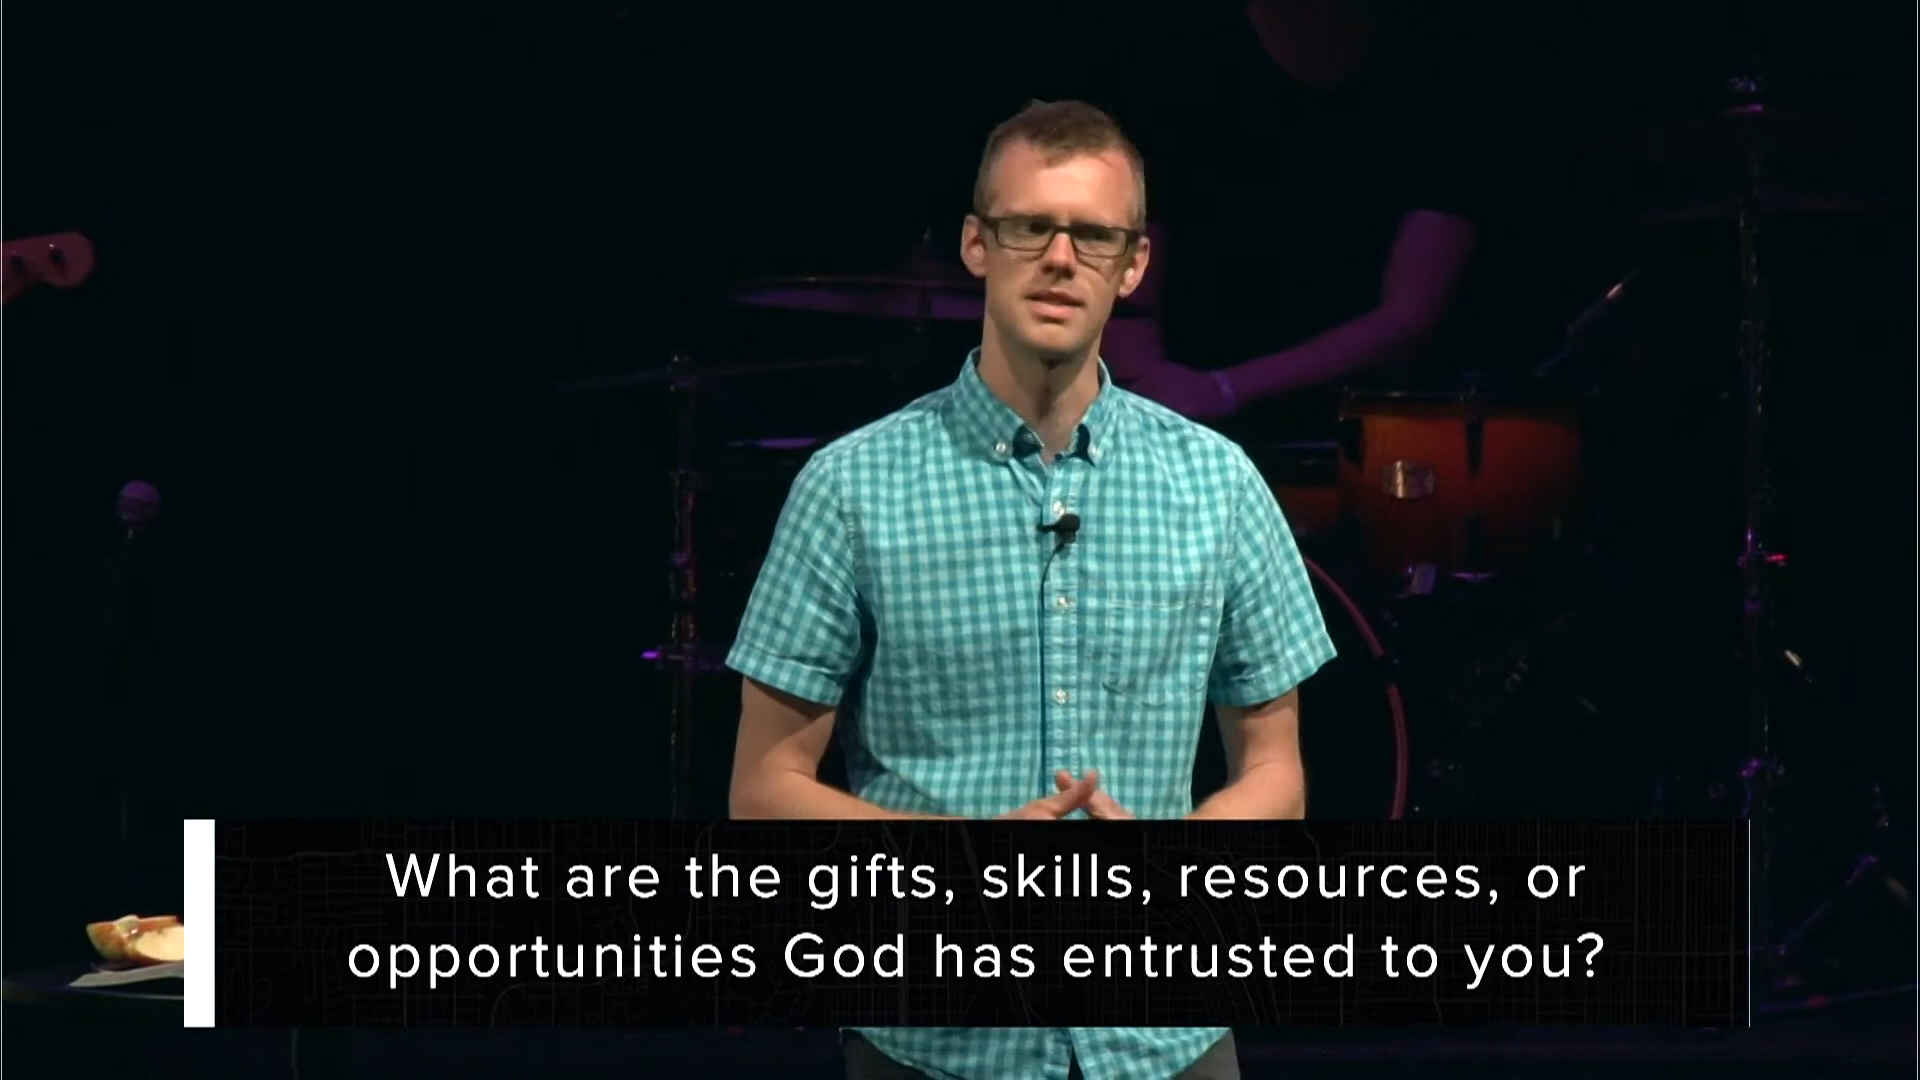 What are the gifts, skills, resources, or
opportunities God has entrusted to you?